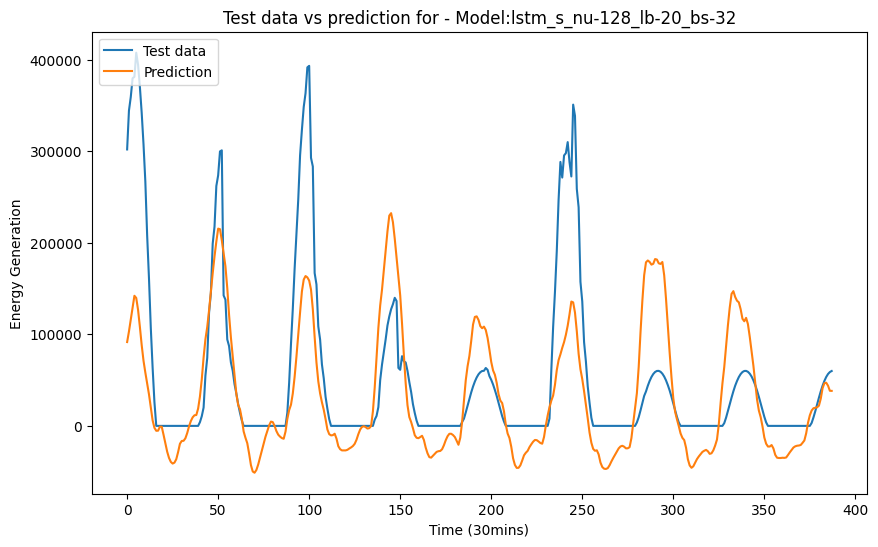 Test data vs prediction for - Model:lstm_s_nu-128_lb-20_bs-32
Test data
Prediction
Energy Generation
400000
300000
200000
100000
0
0
50
100
150
200
250
300
350
400
Time (30mins)